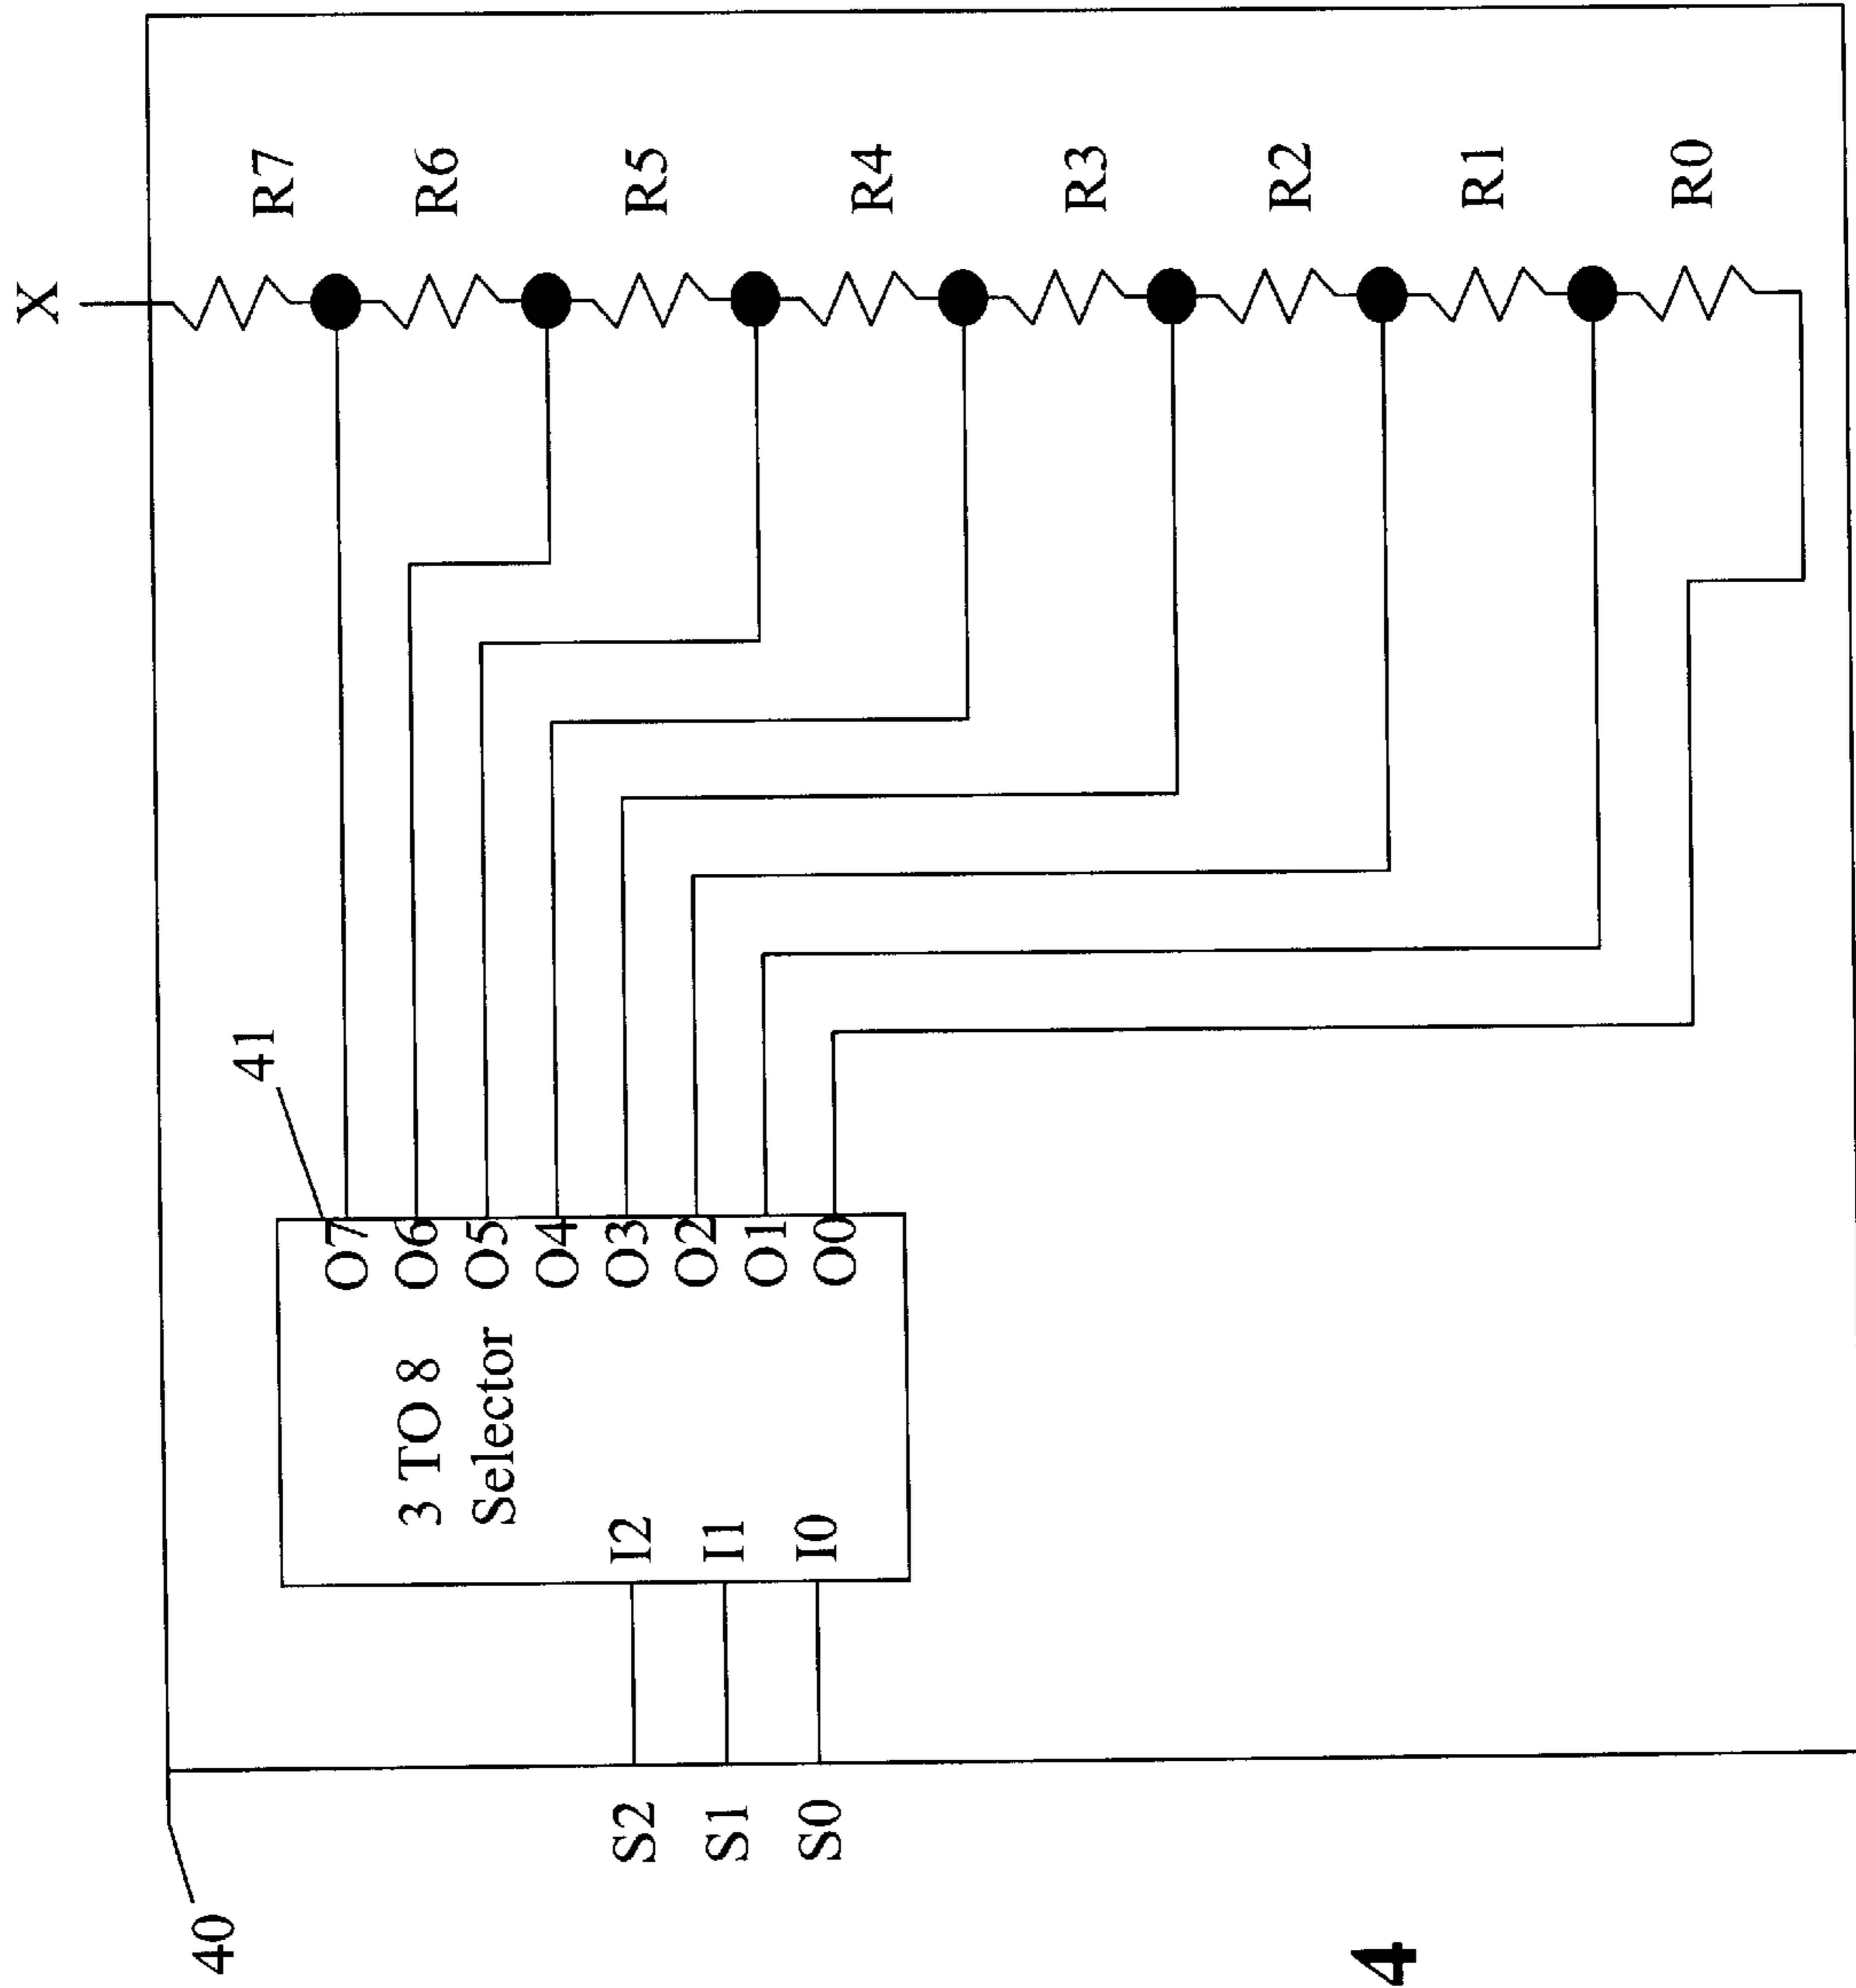 40
41
X
3 TO 8
Selector
O7
O6
O5
O4
O3
O2
O1
O0
I2
I1
I0
S2
S1
S0
R7
R6
R5
R4
R3
R2
R1
R0
4